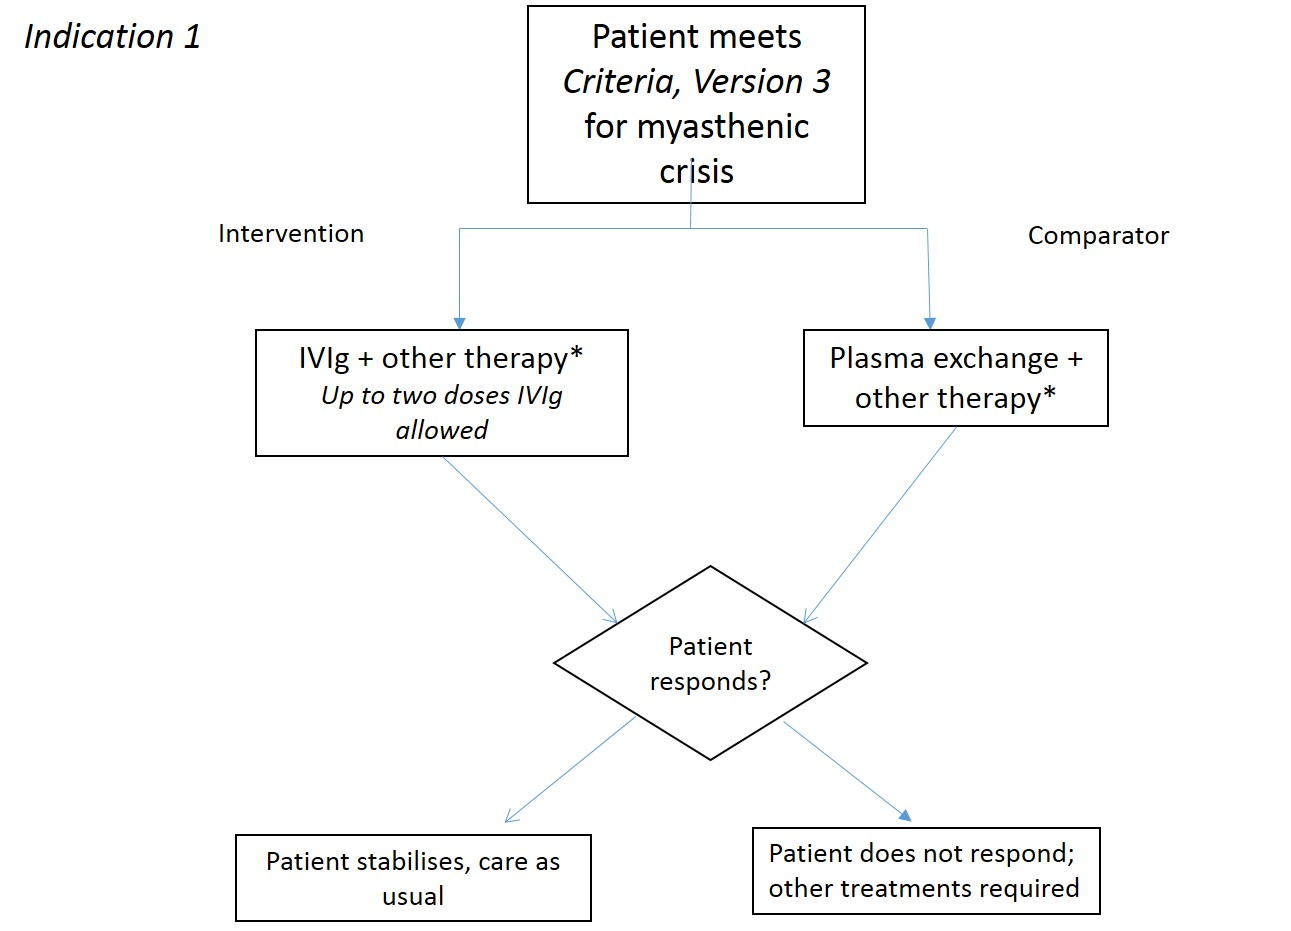 Indication 1
Patient meets
Criteria, Version 3
for myasthenic
crisis
Intervention
Comparator
IVIg + other therapy*
Up to two doses IVIg
allowed
Plasma exchange +
other therapy*
Patient
responds?
Patient stabilises, care as
usual
Patient does not respond;
other treatments required